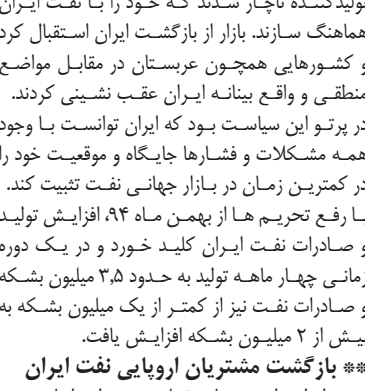 تولیدکننده ناچار شدند که خود را با نفت ایران
هماهنگ سازند. بازار از بازگشت ایران استقبال کرد
و کشورهایی همچون عربستان در مقابل مواضع
منطقی و واقع بینانه ایران عقب نشینی کردند.
در پرتو این سیاست بود که ایران توانست با وجود
همه مشکلات و فشارها جایگاه و موقعیت خود را
در کمترین زمان در بازار جهانی نفت تثبیت کند.
با رفع تحریم ها از بهمن ماه ۹۴، افزایش تولید
و صادرات نفت ایران کلید خورد و در یک دوره
زمانی چهار ماهه تولید به حدود ۳,۵ میلیون بشکه
و صادرات نفت نیز از کمتر از یک میلیون بشکه به
بیش از ۲ میلیون بشکه افزایش یافت.
** بازگشت مشتریان اروپایی نفت ایران